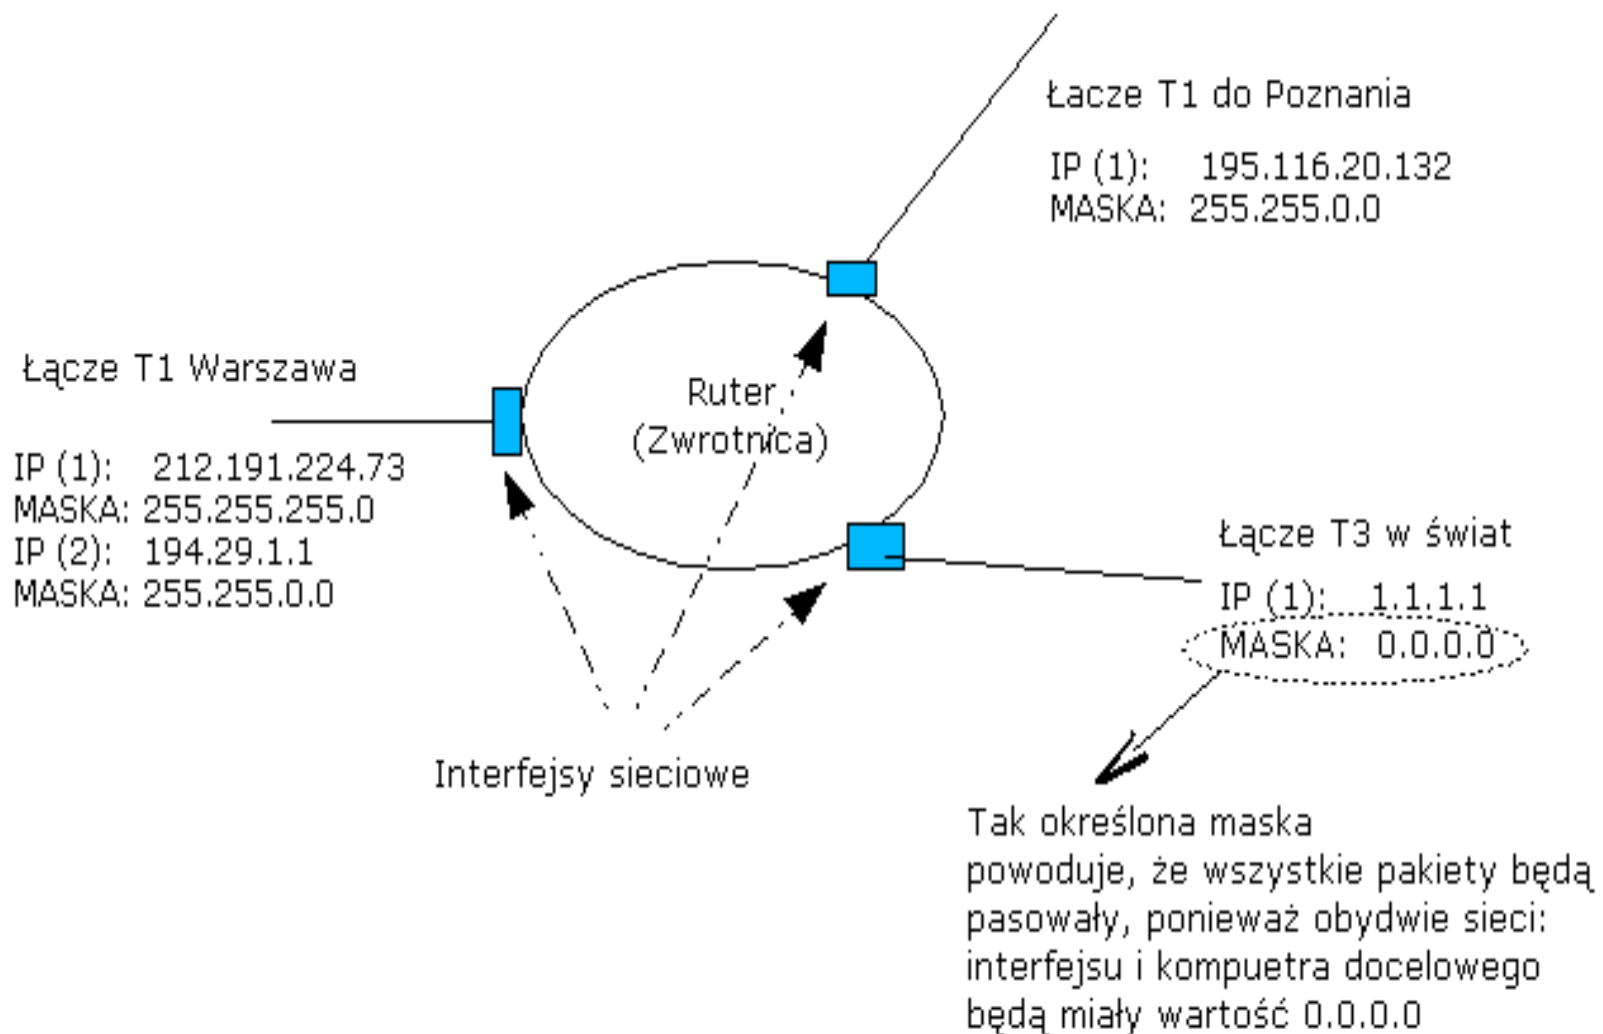 Łacze T1 do Poznania
IP (1): 195.116.20.132
MASKA: 255.255.0.0
Łącze T1 Warszawa
IP (1): 212.191.224.73
MASKA: 255.255.255.0
IP (2): 194.29.1.1
MASKA: 255.255.0.0
Ruter
(Zwrotnica)
Łącze T3 w świat
IP (1): 1.1.1.1
MASKA: 0.0.0.0
Interfejsy sieciowe
Tak określona maska
powoduje, że wszystkie pakiety będą
pasowały, ponieważ obydwie sieci:
interfejsu i kompuetra docelowego
będą miały wartość 0.0.0.0